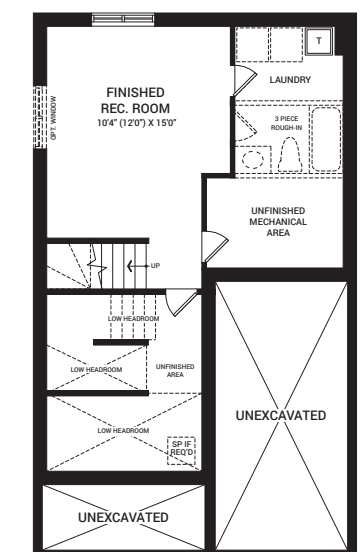 T
LAUNDRY
FINISHED
REC. ROOM
10'4" (12'0") X 15'0"
OPT. WINDOW
3 PIECE
ROUGH-IN
UNFINISHED
MECHANICAL
AREA
UP
LOW HEADROOM
LOW HEADROOM
UNFINISHED
AREA
LOW HEADROOM
SP IF
REQ'D
UNEXCAVATED
UNEXCAVATED